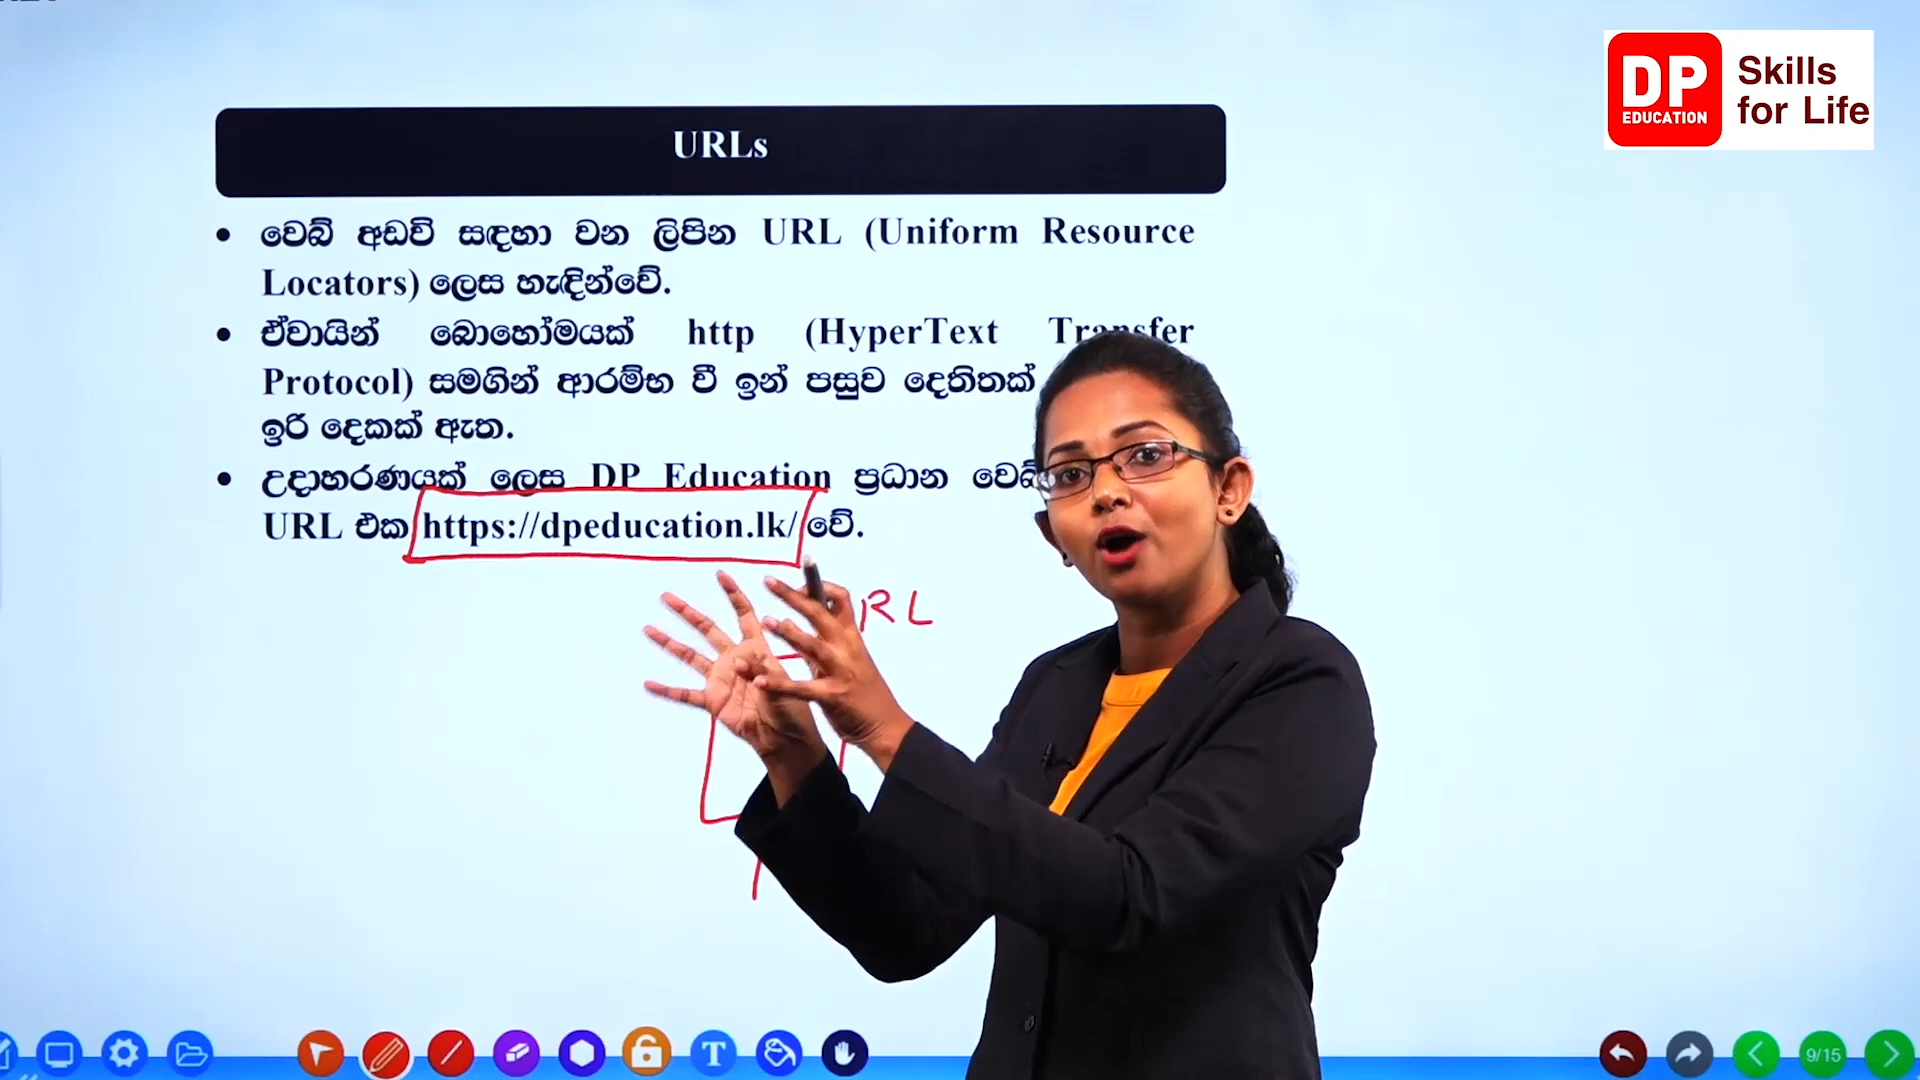 DP
EDUCATION
Skills
for Life
URLs
• වෙබ් අඩවි සඳහා වන ලිපින URL (Uniform Resource
Locators) ලෙස හැඳින්වේ.
• ඒවායින් බොහෝමයක් http (HyperText Transfer
Protocol) සමගින් ආරම්භ වී ඉන් පසුව දෙතිතක්
ඉරි දෙකක් ඇත.
• උදාහරණයක් ලෙස DP Education ප්‍රධාන
URL එක https://dpeducation.lk/ වේ.
RL
T
9/15